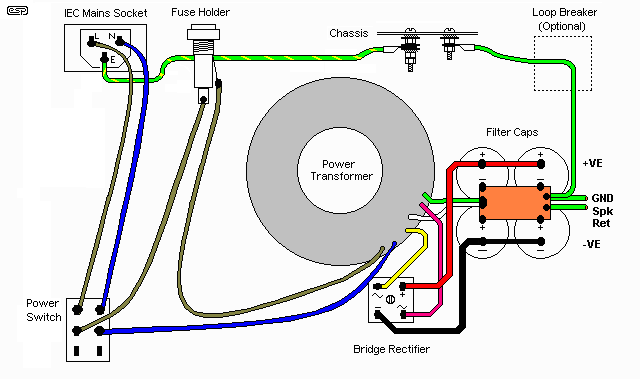 esp
IEC Mains Socket
Fuse Holder
Chassis
Loop Breaker
(Optional)
L N
E
Filter Caps
Power
Transformer
+ +
+VE
− −
GND
Spk
Ret
+ +
− −
-VE
Power
Switch
~ +
− ~
Bridge Rectifier